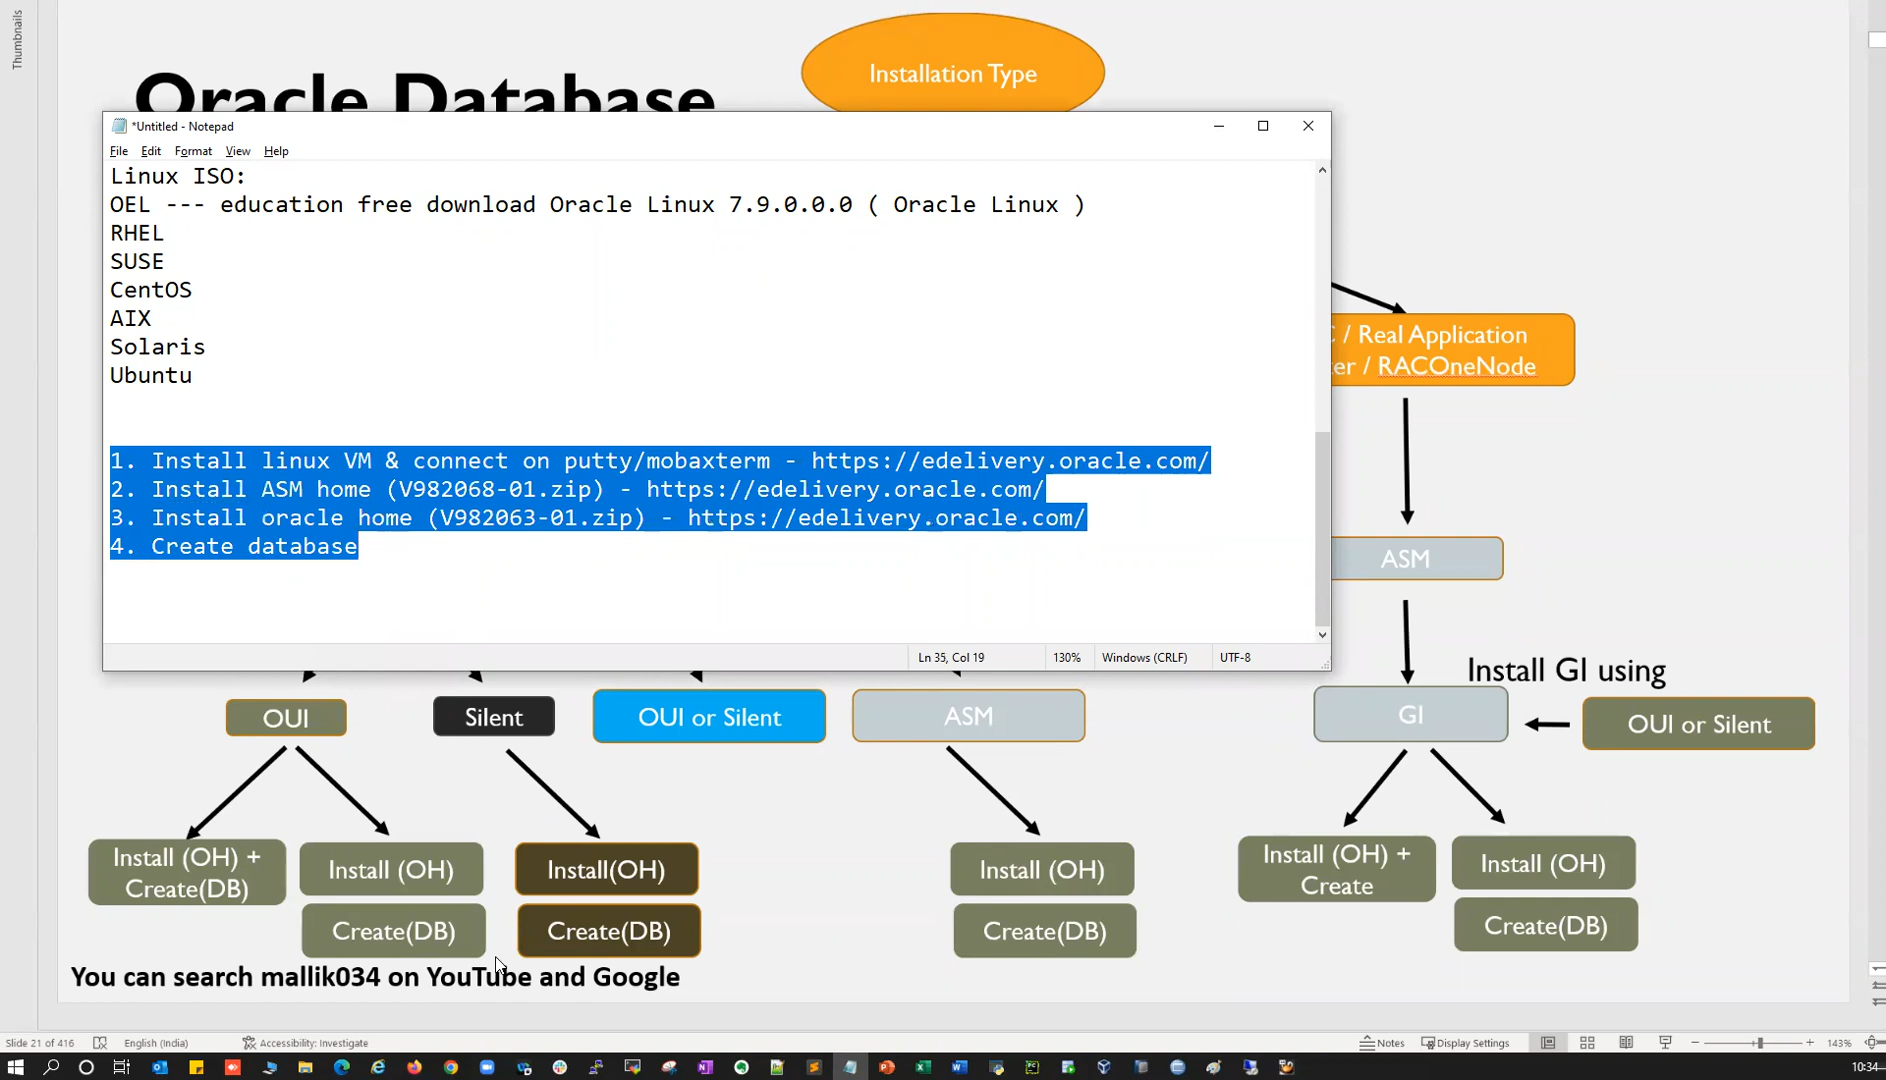 Thumbnails
Installation Type
Oracle Database
*Untitled - Notepad
File Edit Format View Help
Linux ISO:
OEL --- education free download Oracle Linux 7.9.0.0.0 ( Oracle Linux )
RHEL
SUSE
CentOS
AIX
Solaris
Ubuntu
1. Install linux VM & connect on putty/mobaxterm - https://edelivery.oracle.com/
2. Install ASM home (V982068-01.zip) - https://edelivery.oracle.com/
3. Install oracle home (V982063-01.zip) - https://edelivery.oracle.com/
4. Create database
Ln 35, Col 19 130% Windows (CRLF) UTF-8
/ Real Application
/ RACOneNode
ASM
Install GI using
OUI
Silent
OUI or Silent
ASM
GI
OUI or Silent
Install (OH) +
Create(DB)
Install (OH)
Create(DB)
Install(OH)
Create(DB)
Install (OH)
Create(DB)
Install (OH) +
Create
Install (OH)
Create(DB)
You can search mallik034 on YouTube and Google
Slide 21 of 416 English (India) Accessibility: Investigate Notes Display Settings 143%
10:34